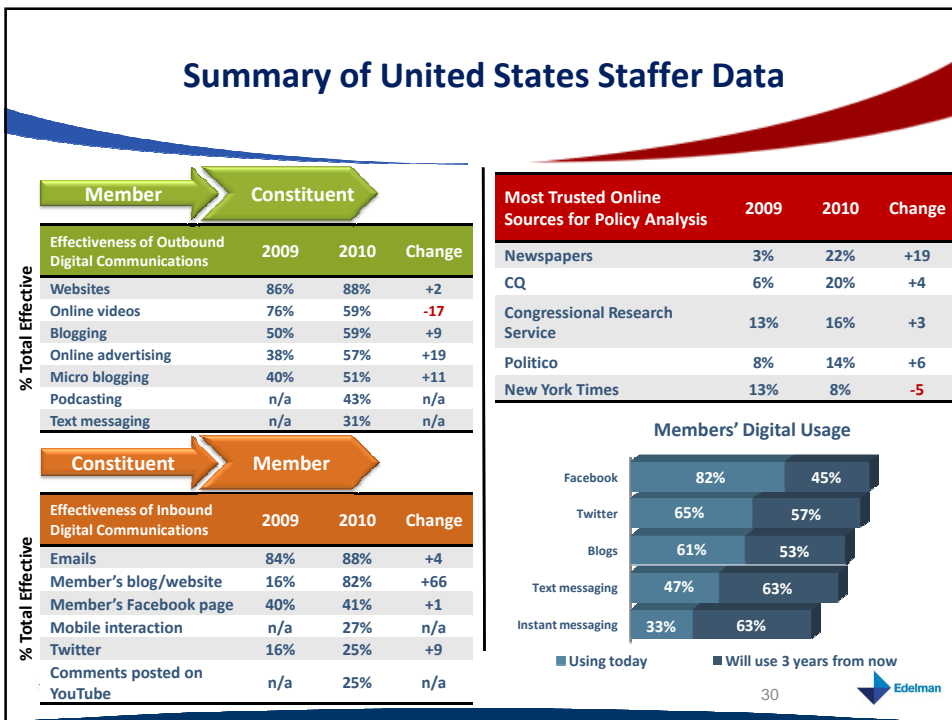 Summary of United States Staffer Data
Member Constituent
% Total Effective
Effectiveness of Outbound
Digital Communications 2009 2010 Change
Websites 86% 88% +2
Online videos 76% 59% -17
Blogging 50% 59% +9
Online advertising 38% 57% +19
Micro blogging 40% 51% +11
Podcasting n/a 43% n/a
Text messaging n/a 31% n/a
Constituent Member
% Total Effective
Effectiveness of Inbound
Digital Communications 2009 2010 Change
Emails 84% 88% +4
Member's blog/website 16% 82% +66
Member's Facebook page 40% 41% +1
Mobile interaction n/a 27% n/a
Twitter 16% 25% +9
Comments posted on
YouTube n/a 25% n/a
Most Trusted Online
Sources for Policy Analysis 2009 2010 Change
Newspapers 3% 22% +19
CQ 6% 20% +4
Congressional Research
Service 13% 16% +3
Politico 8% 14% +6
New York Times 13% 8% -5
Members' Digital Usage
Facebook 82% 45%
Twitter 65% 57%
Blogs 61% 53%
Text messaging 47% 63%
Instant messaging 33% 63%
Using today Will use 3 years from now
30
Edelman